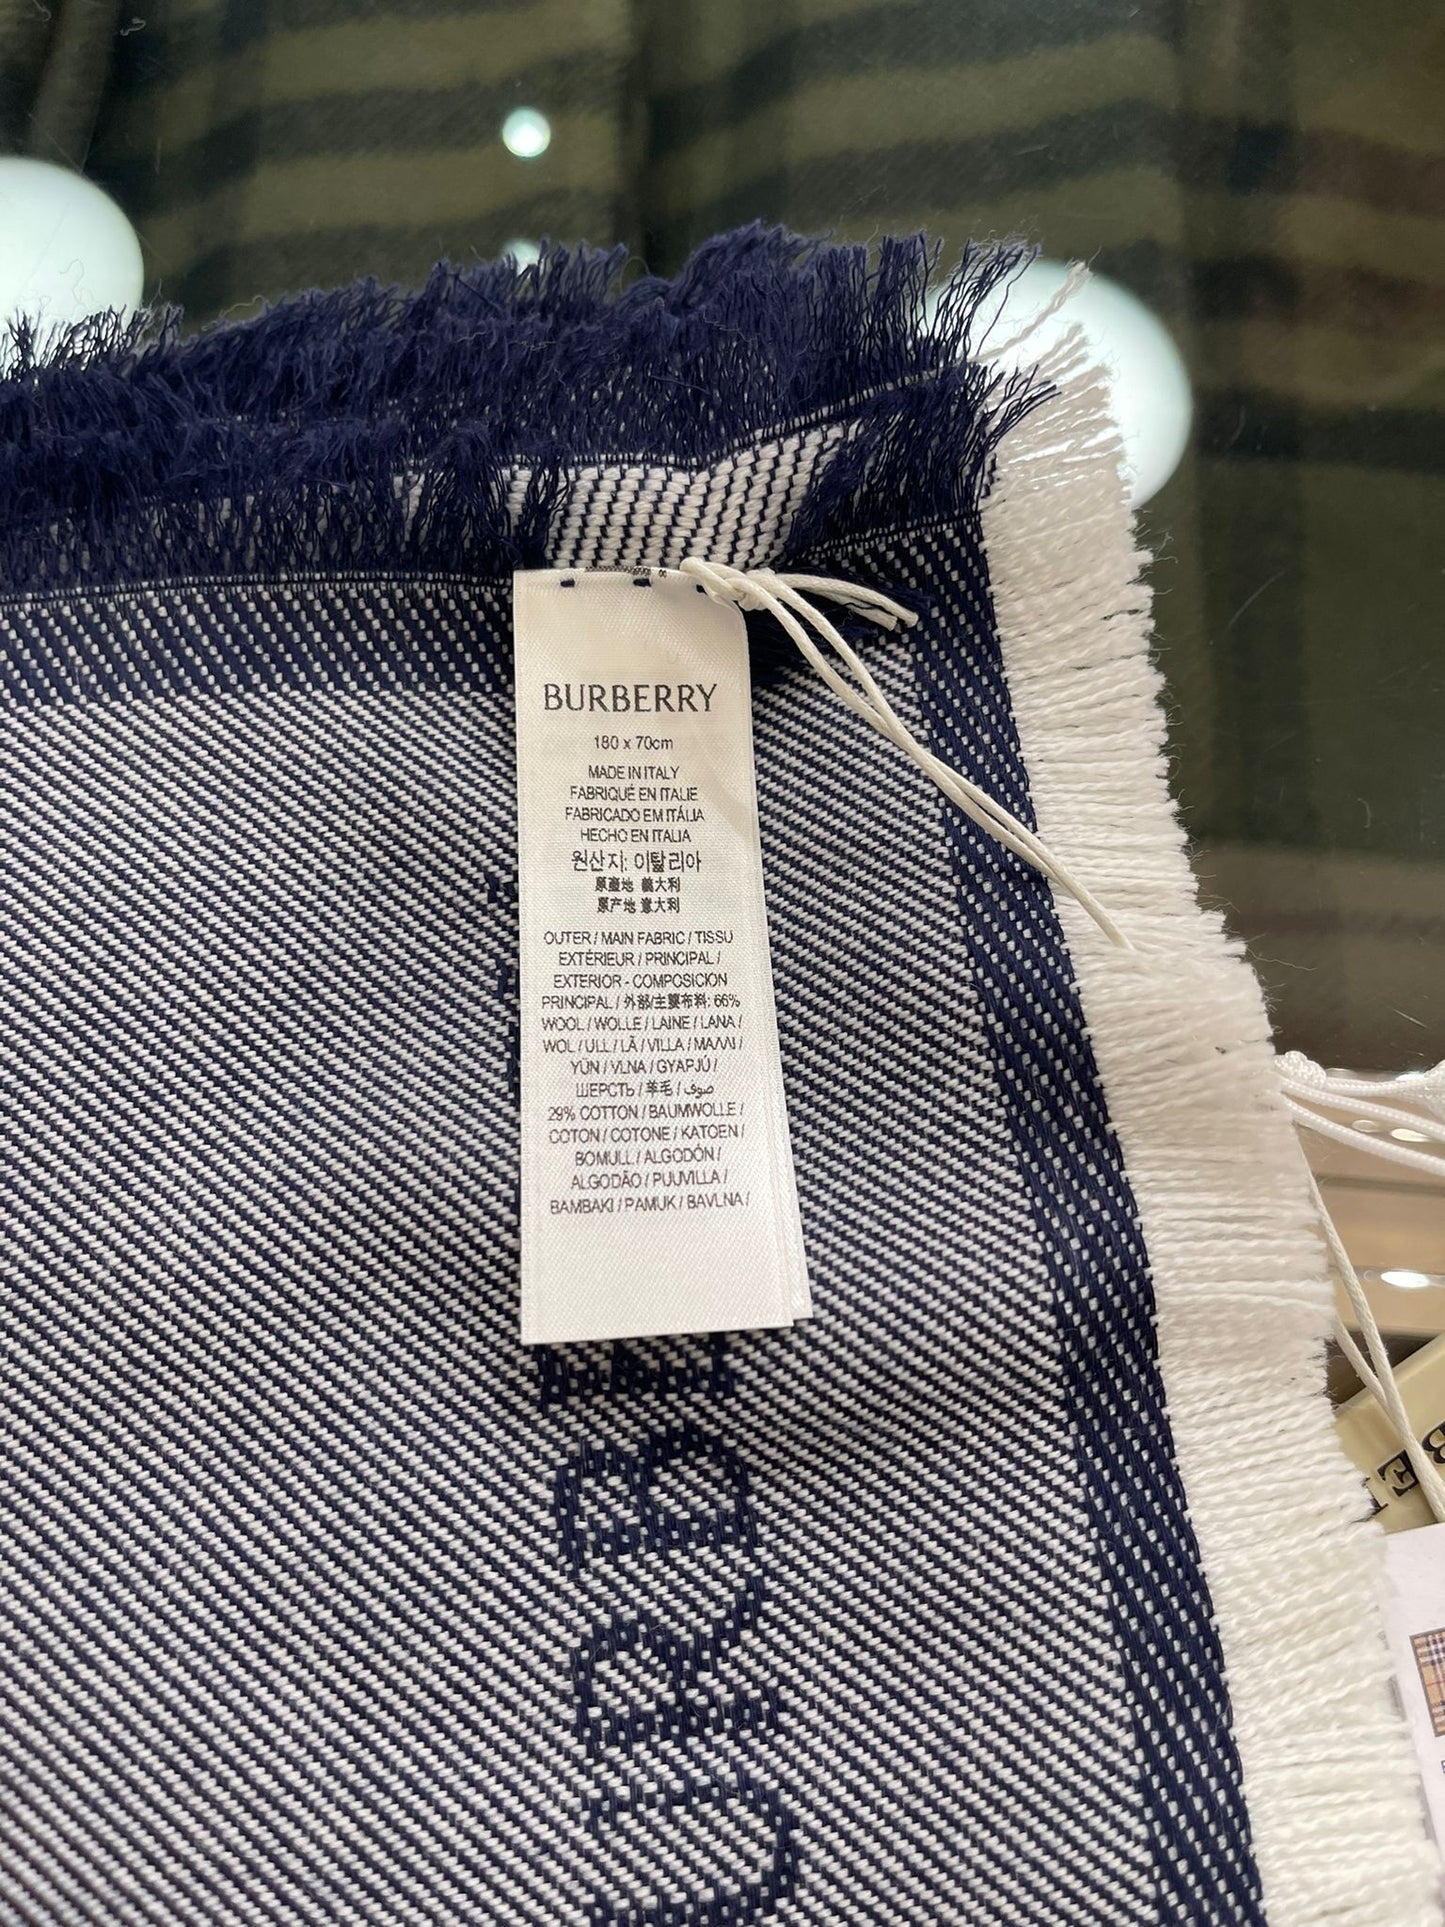 BURBERRY
180 x 70cm
MADE IN ITALY
FABRIQUÉ EN ITALIE
FABRICADO EM ITÁLIA
HECHO EN ITALIA
원산지: 이탈리아
原產地 義大利
原产地 意大利
OUTER / MAIN FABRIC / TISSU
EXTÉRIEUR / PRINCIPAL /
EXTERIOR - COMPOSICION
PRINCIPAL / 外部/主要布料: 66%
WOOL / WOLLE / LAINE / LANA /
WOL / ULL / LÃ / VILLA / ΜΑΛΛΙ /
YÜN / VLNA / GYAPJÚ /
ШЕРСТЬ / 羊毛 / صوف /
29% COTTON / BAUMWOLLE /
COTON / COTONE / KATOEN /
BOMULL / ALGODÓN /
ALGODÃO / PUUVILLA /
BAMBAKI / PAMUK / BAVLNA /